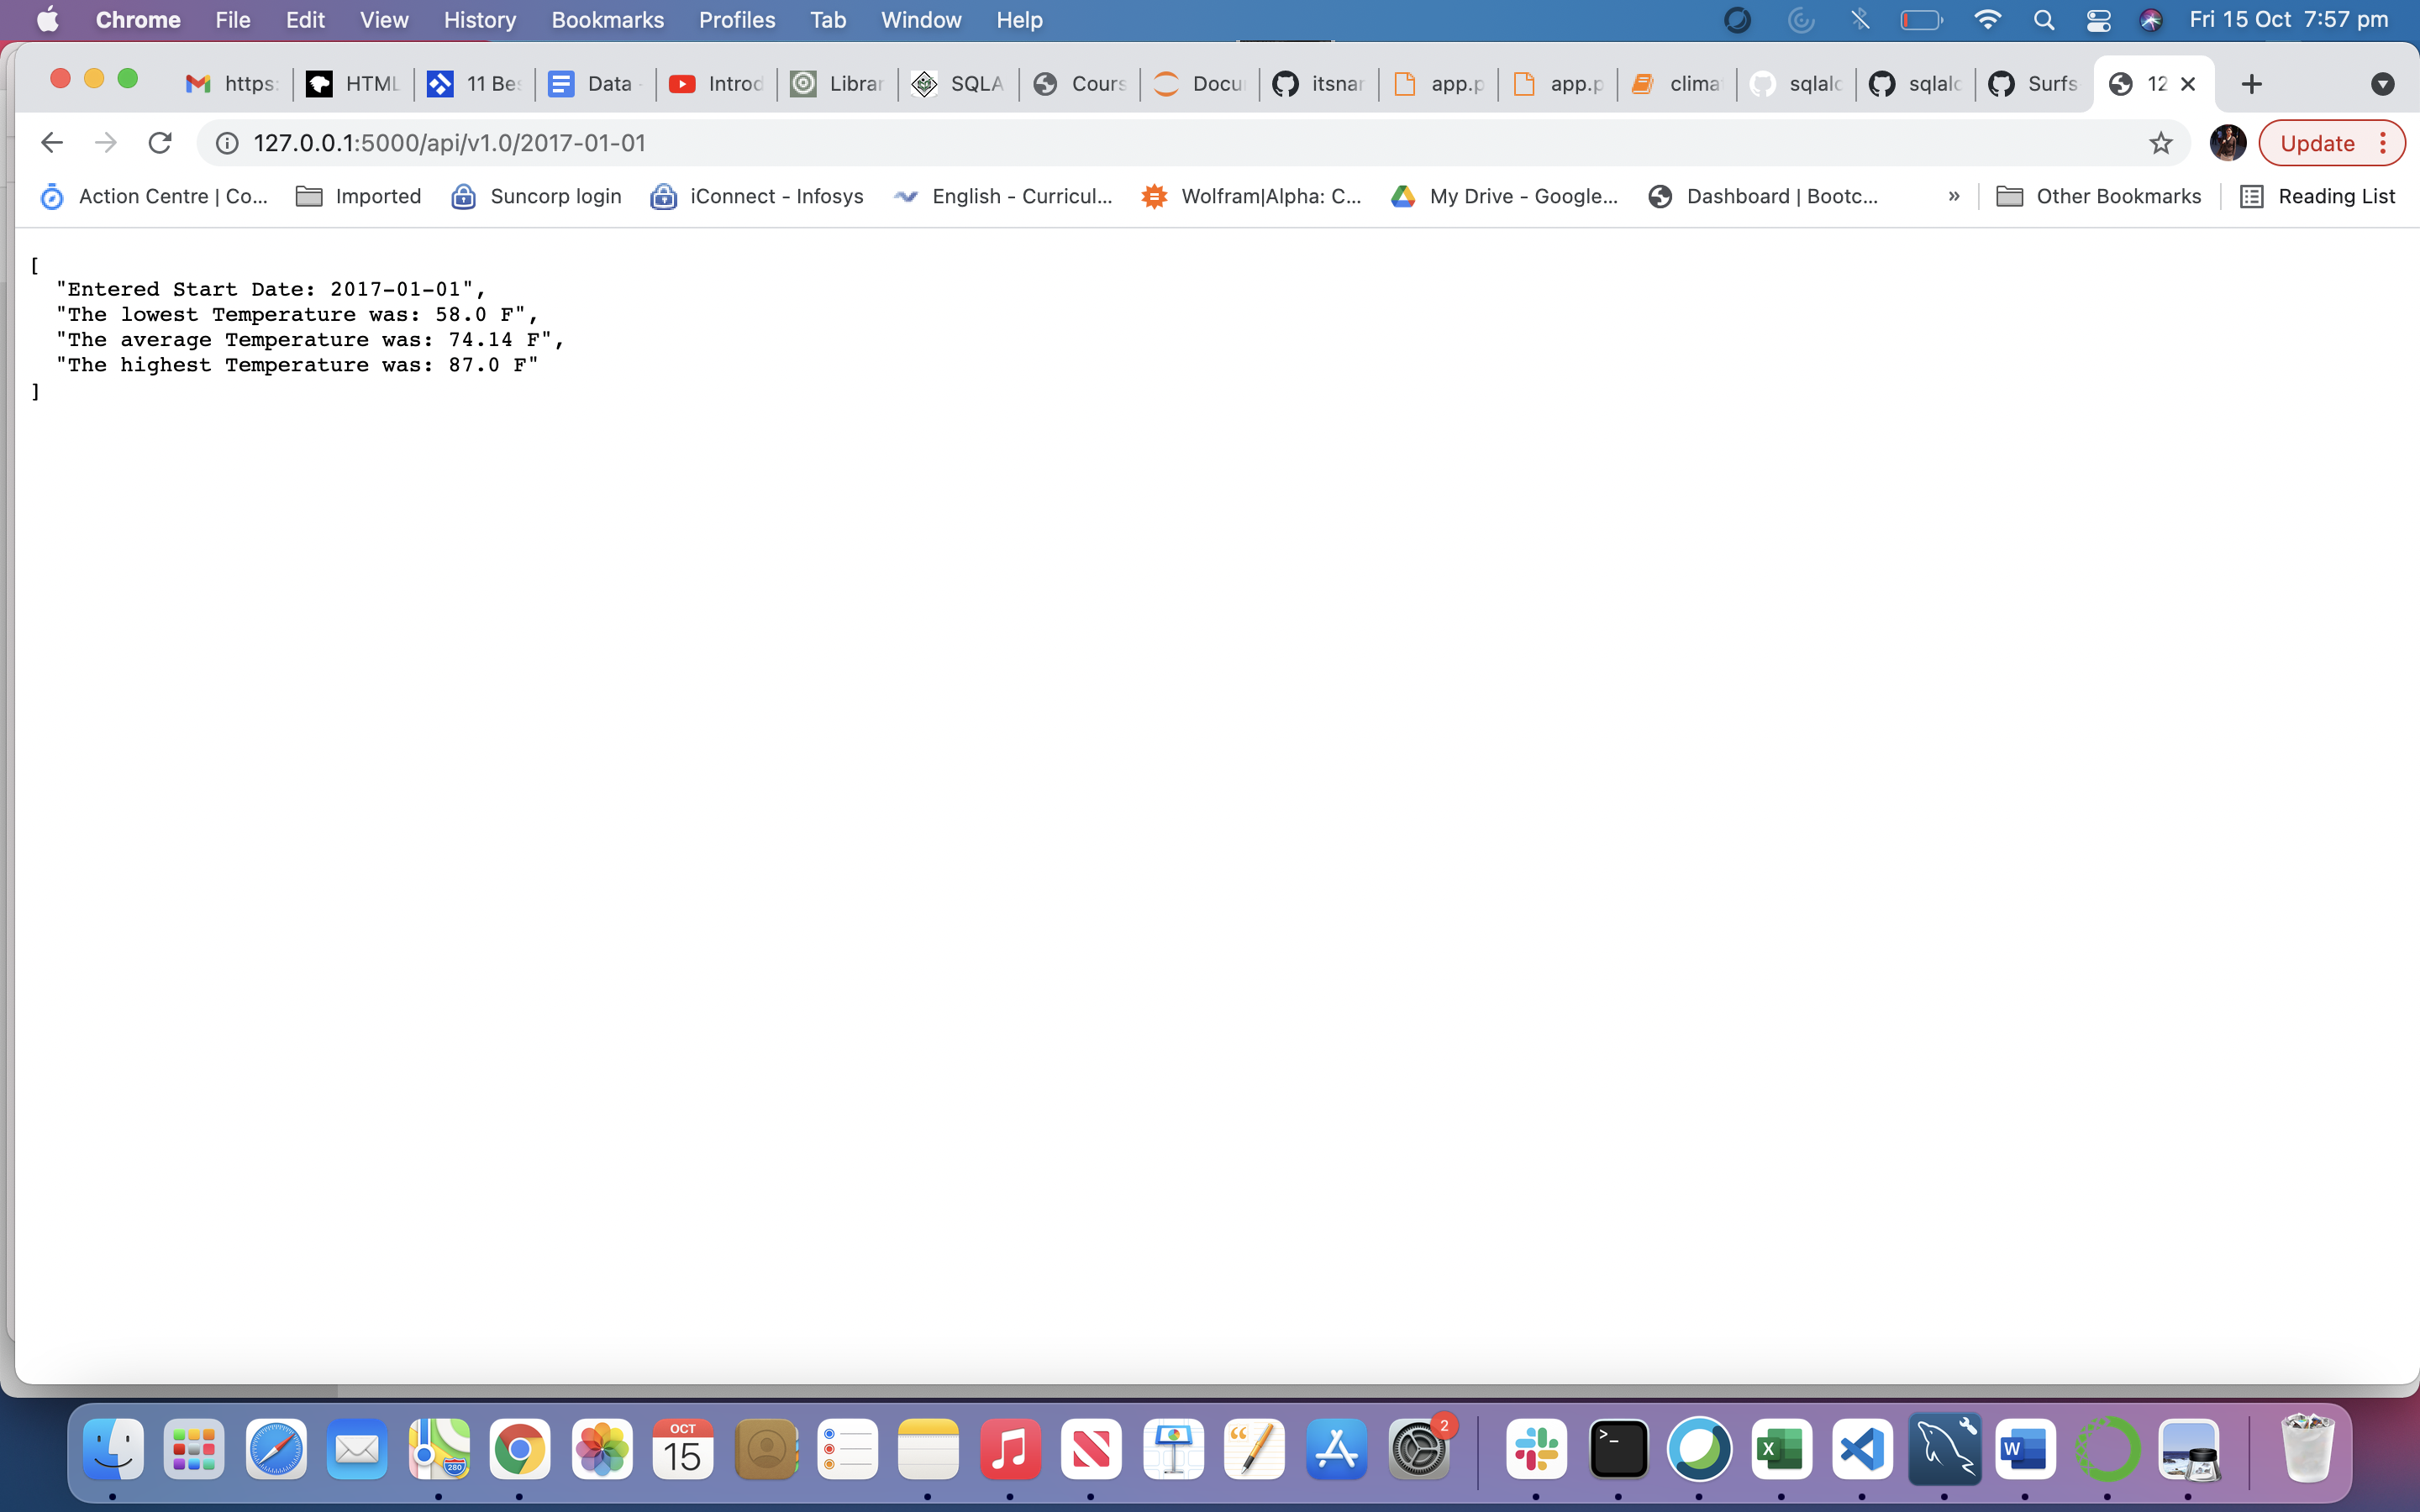 Chrome File Edit View History Bookmarks Profiles Tab Window Help Fri 15 Oct 7:57 pm
https: HTML 11 Bes Data - Introd Librar SQLA Cours Docu itsnar app.p app.p clima sqlalc sqlalc Surfs 12
127.0.0.1:5000/api/v1.0/2017-01-01 Update
Action Centre | Co... Imported Suncorp login iConnect - Infosys English - Curricul... Wolfram|Alpha: C... My Drive - Google... Dashboard | Bootc... » Other Bookmarks Reading List
[
"Entered Start Date: 2017-01-01",
"The lowest Temperature was: 58.0 F",
"The average Temperature was: 74.14 F",
"The highest Temperature was: 87.0 F"
]
OCT
15
280
2
>_
X
W